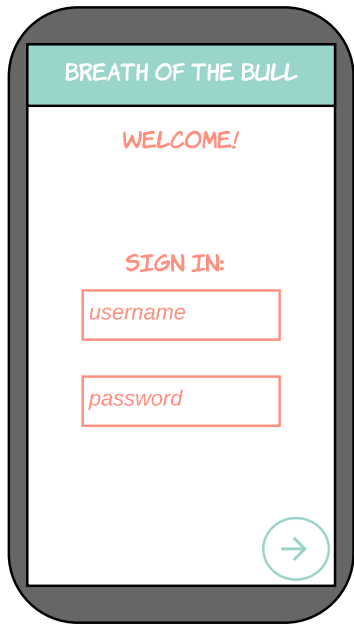 BREATH OF THE BULL
WELCOME!
SIGN IN:
username
password